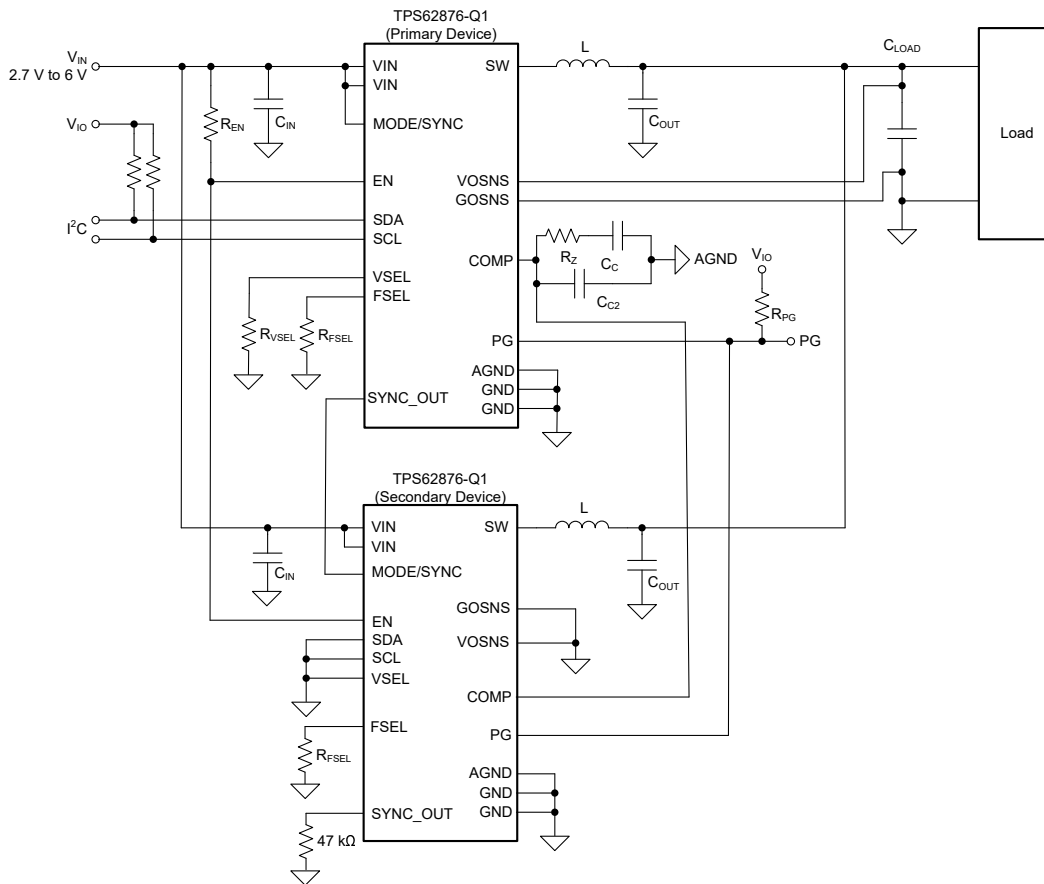 TPS62876-Q1
(Primary Device)
V_IN
2.7 V to 6 V
VIN
VIN
MODE/SYNC
SW
L
C_LOAD
R_EN
C_IN
C_OUT
Load
V_IO
EN
VOSNS
GOSNS
I²C
SDA
SCL
COMP
R_Z
C_C
AGND
V_IO
C_C2
VSEL
FSEL
R_VSEL
R_FSEL
R_PG
PG
PG
AGND
GND
GND
SYNC_OUT
TPS62876-Q1
(Secondary Device)
VIN
VIN
MODE/SYNC
SW
L
C_IN
C_OUT
EN
SDA
SCL
VSEL
GOSNS
VOSNS
COMP
FSEL
PG
R_FSEL
AGND
GND
GND
SYNC_OUT
47 kΩ